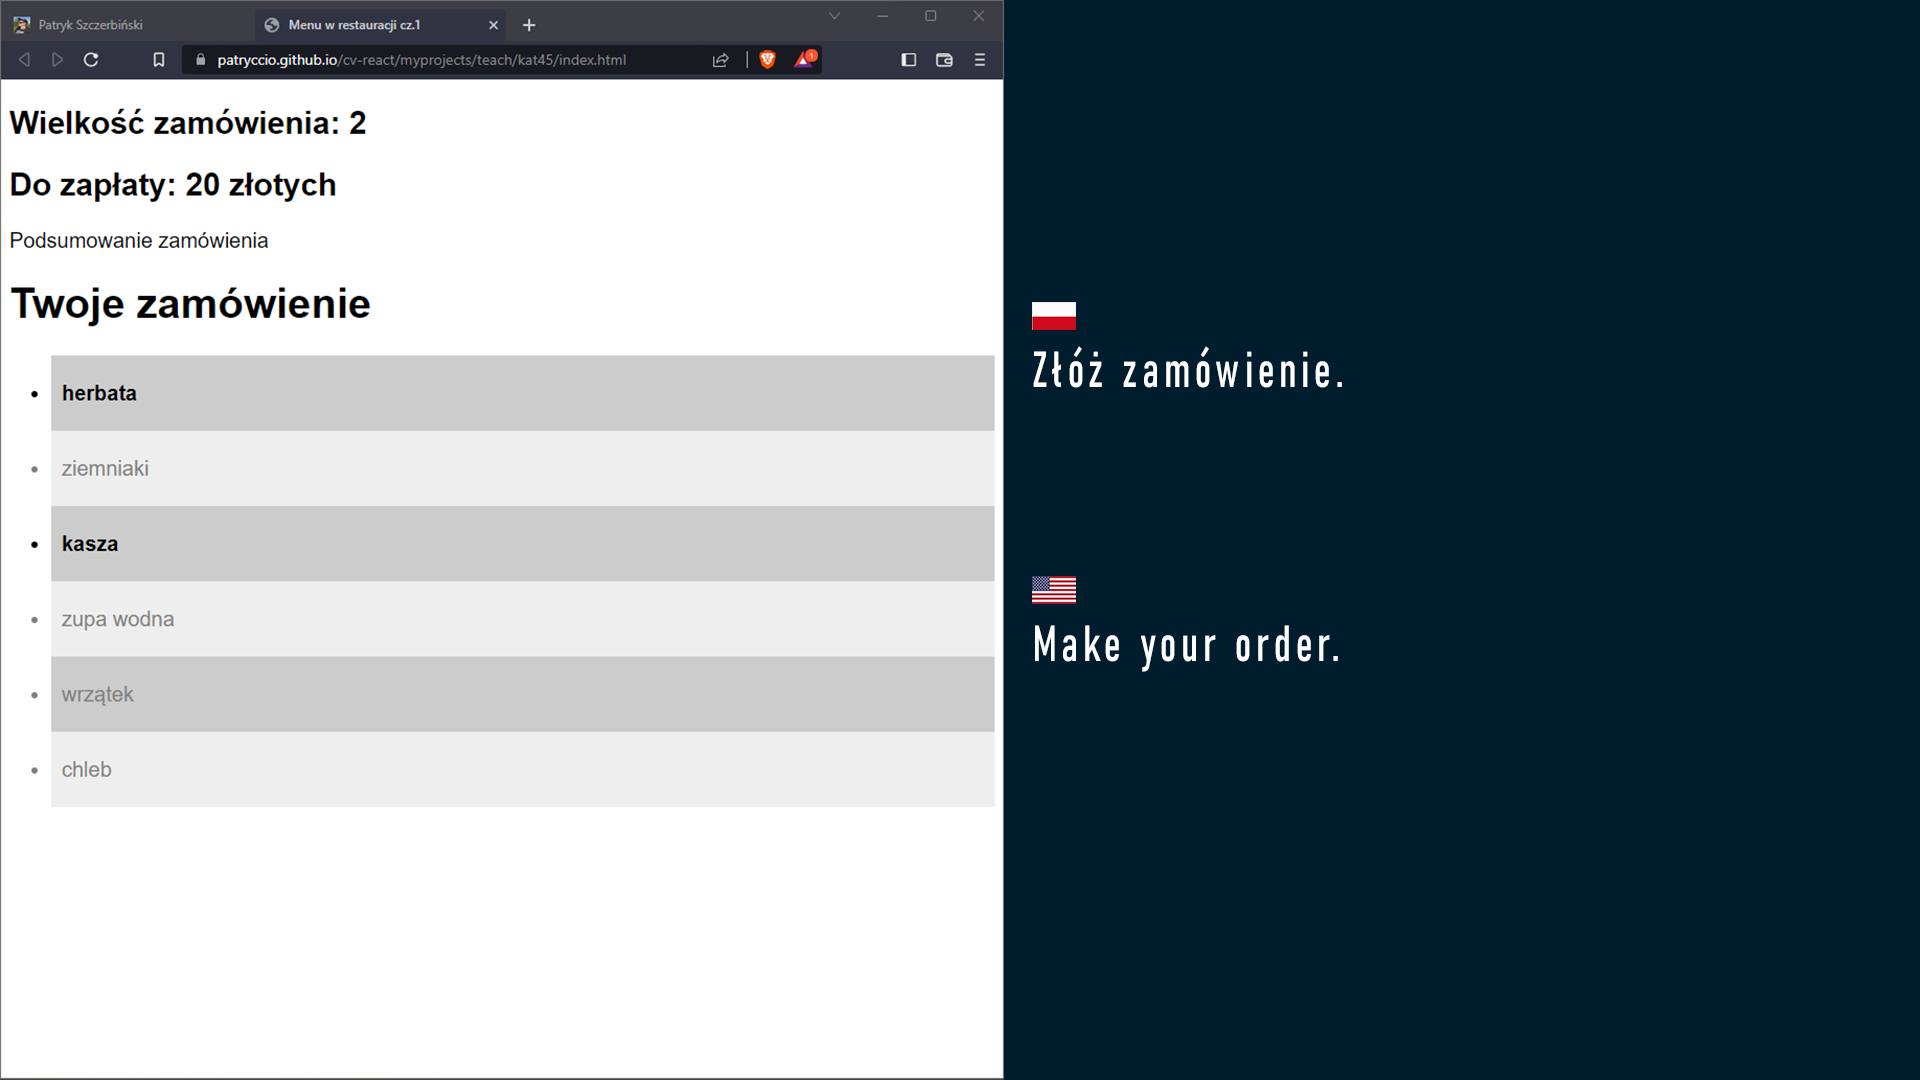 Patryk Szczerbiński
Menu w restauracji cz.1
patryccio.github.io/cv-react/myprojects/teach/kat45/index.html
1
Wielkość zamówienia: 2
Do zapłaty: 20 złotych
Podsumowanie zamówienia
Twoje zamówienie
herbata
ziemniaki
kasza
zupa wodna
wrzątek
chleb
Złóż zamówienie.
Make your order.